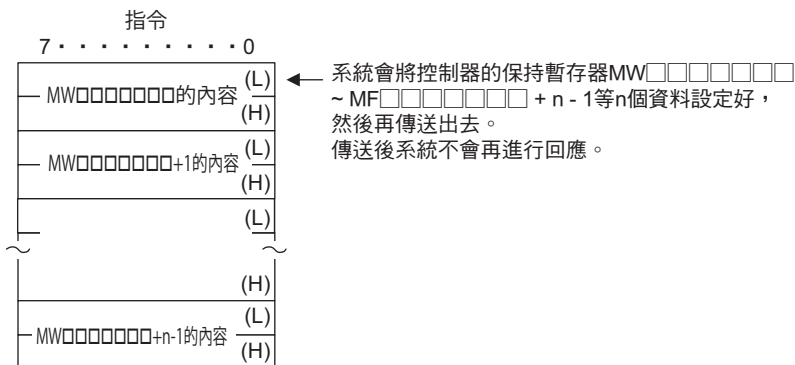 指令
7・・・・・・・・・0
MW□□□□□□□的內容
(L)
(H)
MW□□□□□□□+1的內容
(L)
(H)
(L)
(H)
MW□□□□□□□+n-1的內容
(L)
(H)
系統會將控制器的保持暫存器MW□□□□□□□
~ MF□□□□□□□ + n - 1等n個資料設定好，
然後再傳送出去。
傳送後系統不會再進行回應。